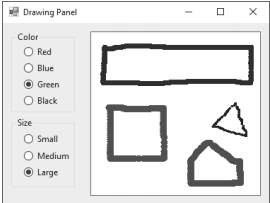 Drawing Panel
Color
Red
Blue
Green
Black
Size
Small
Medium
Large